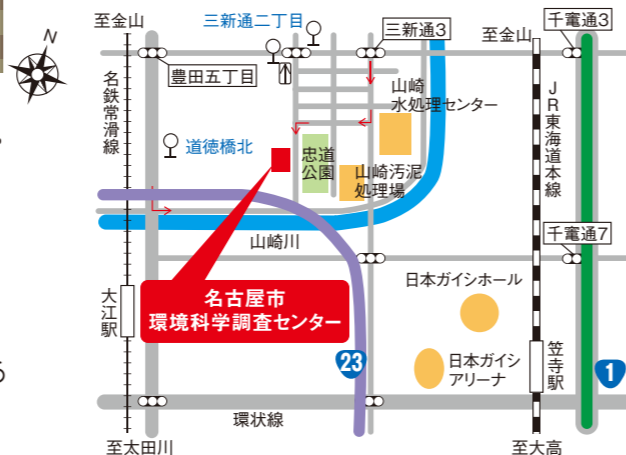 N
至金山
三新通二丁目
三新通3
至金山
千竃通3
豊田五丁目
名鉄常滑線
山崎
水処理センター
JR東海道本線
道徳橋北
忠道
公園
山崎汚泥
処理場
山崎川
千竃通7
大江駅
名古屋市
環境科学調査センター
日本ガイシホール
日本ガイシ
アリーナ
笠寺駅
23
1
環状線
至太田川
至大高